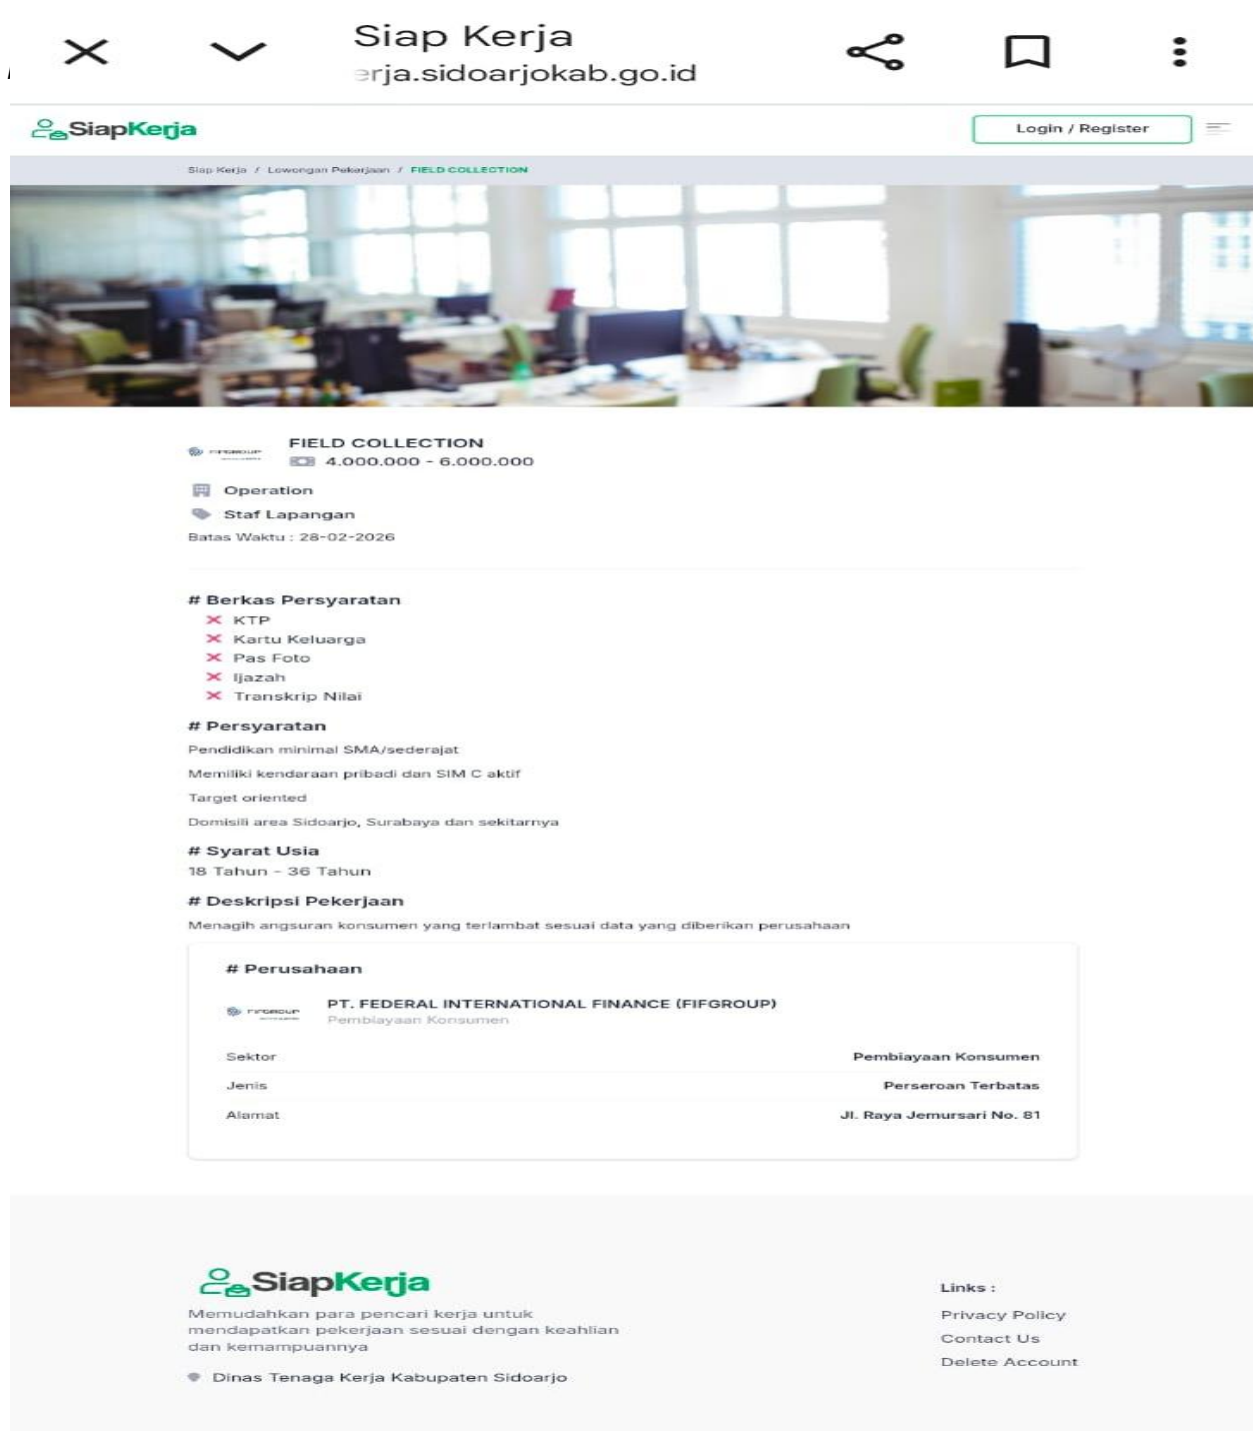 Siap Kerja
erja.sidoarjokab.go.id
SiapKerja
Login / Register
Siap Kerja / Lowongan Pekerjaan / FIELD COLLECTION
FIFGROUP
FIELD COLLECTION
4.000.000 - 6.000.000
Operation
Staf Lapangan
Batas Waktu : 28-02-2026
# Berkas Persyaratan
KTP
Kartu Keluarga
Pas Foto
Ijazah
Transkrip Nilai
# Persyaratan
Pendidikan minimal SMA/sederajat
Memiliki kendaraan pribadi dan SIM C aktif
Target oriented
Domisili area Sidoarjo, Surabaya dan sekitarnya
# Syarat Usia
18 Tahun - 36 Tahun
# Deskripsi Pekerjaan
Menagih angsuran konsumen yang terlambat sesuai data yang diberikan perusahaan
# Perusahaan
FIFGROUP
PT. FEDERAL INTERNATIONAL FINANCE (FIFGROUP)
Pembiayaan Konsumen
Sektor Pembiayaan Konsumen
Jenis Perseroan Terbatas
Alamat Jl. Raya Jemursari No. 81
SiapKerja
Memudahkan para pencari kerja untuk
mendapatkan pekerjaan sesuai dengan keahlian
dan kemampuannya
Dinas Tenaga Kerja Kabupaten Sidoarjo
Links :
Privacy Policy
Contact Us
Delete Account